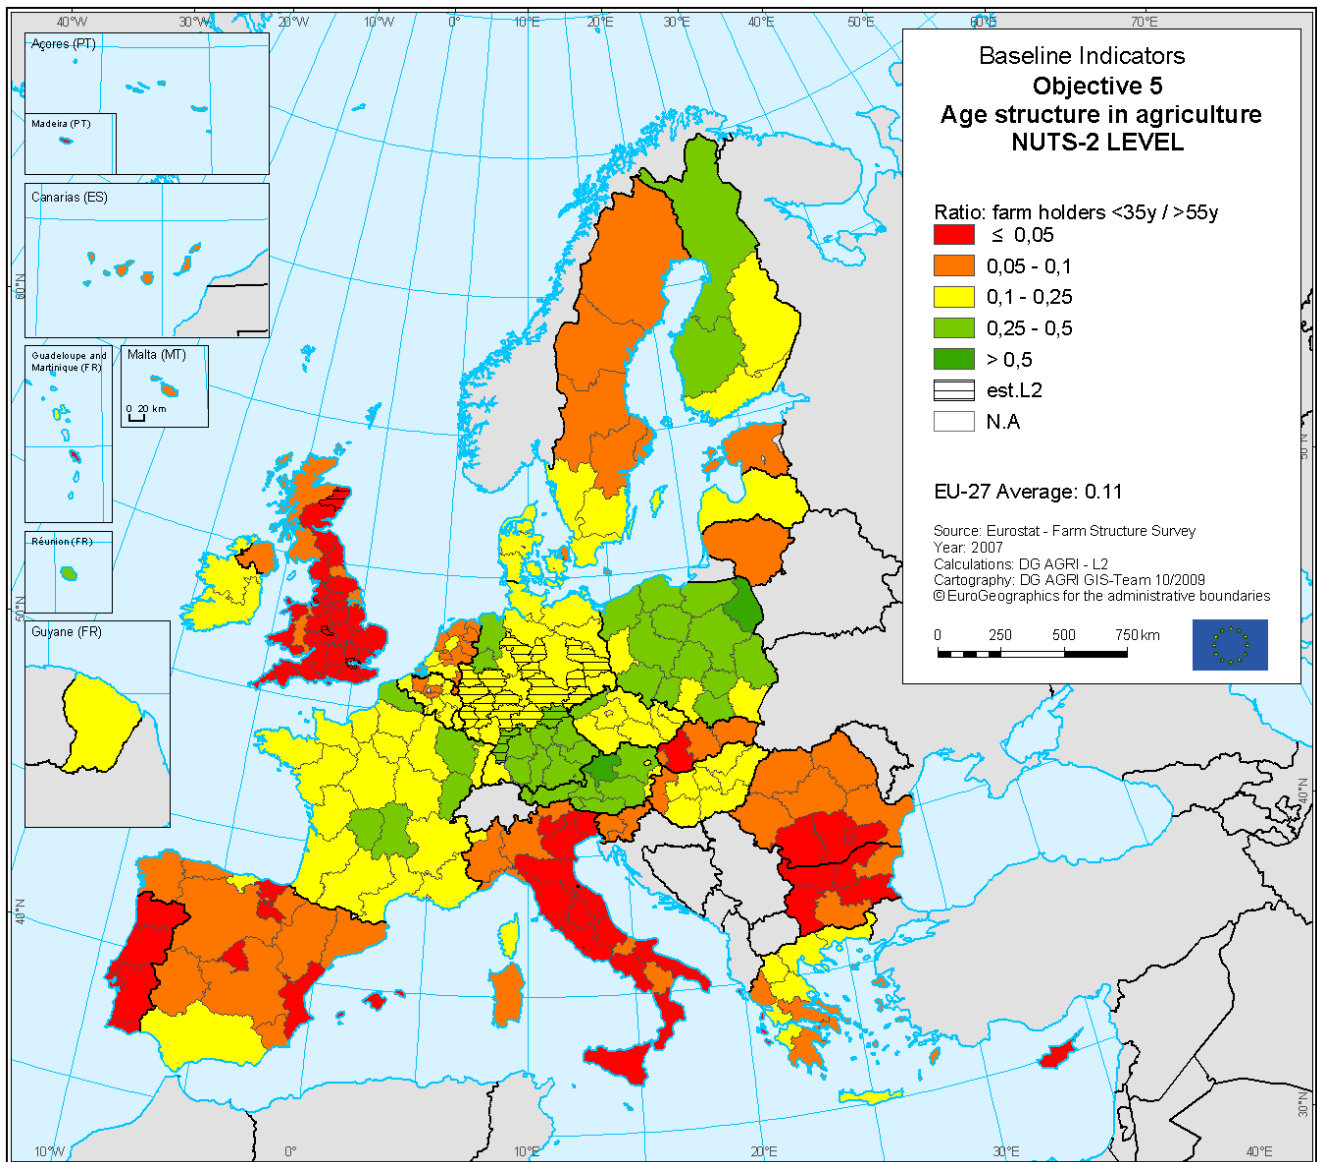 40°W
30°W
20°W
10°W
0°
10°E
20°E
30°E
40°E
50°E
60°E
70°E
Açores (PT)
Madeira (PT)
Canarias (ES)
Guadeloupe and
Martinique (FR)
Malta (MT)
0 20 km
Réunion (FR)
Guyane (FR)
Baseline Indicators
Objective 5
Age structure in agriculture
NUTS-2 LEVEL
Ratio: farm holders <35y / >55y
≤ 0,05
0,05 - 0,1
0,1 - 0,25
0,25 - 0,5
> 0,5
est.L2
N.A
EU-27 Average: 0.11
Source: Eurostat - Farm Structure Survey
Year: 2007
Calculations: DG AGRI - L2
Cartography: DG AGRI GIS-Team 10/2009
© EuroGeographics for the administrative boundaries
0 250 500 750 km
60°N
50°N
40°N
50°N
40°N
30°N
10°W
0°
10°E
20°E
30°E
40°E